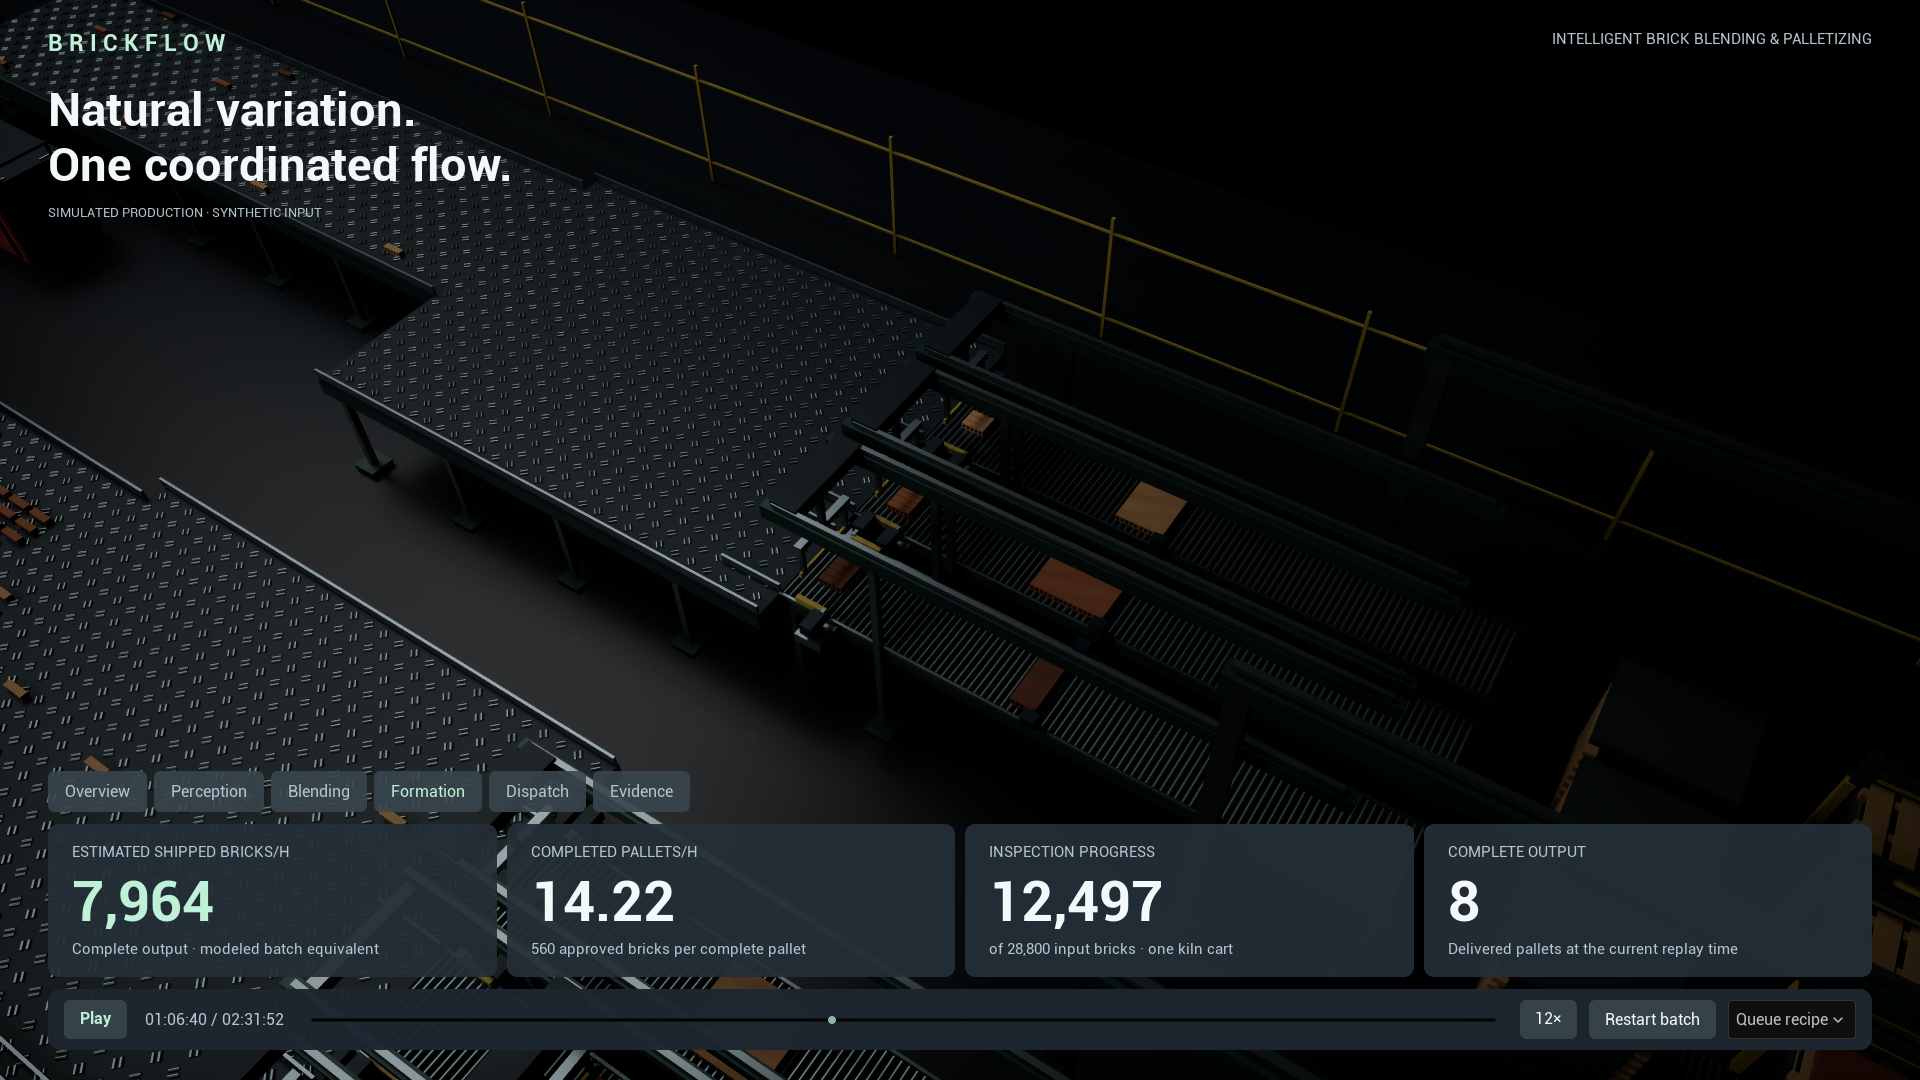 BRICKFLOW
INTELLIGENT BRICK BLENDING & PALLETIZING
Natural variation.
One coordinated flow.
SIMULATED PRODUCTION · SYNTHETIC INPUT
Overview
Perception
Blending
Formation
Dispatch
Evidence
ESTIMATED SHIPPED BRICKS/H
7,964
Complete output · modeled batch equivalent
COMPLETED PALLETS/H
14.22
560 approved bricks per complete pallet
INSPECTION PROGRESS
12,497
of 28,800 input bricks · one kiln cart
COMPLETE OUTPUT
8
Delivered pallets at the current replay time
Play
01:06:40 / 02:31:52
12×
Restart batch
Queue recipe